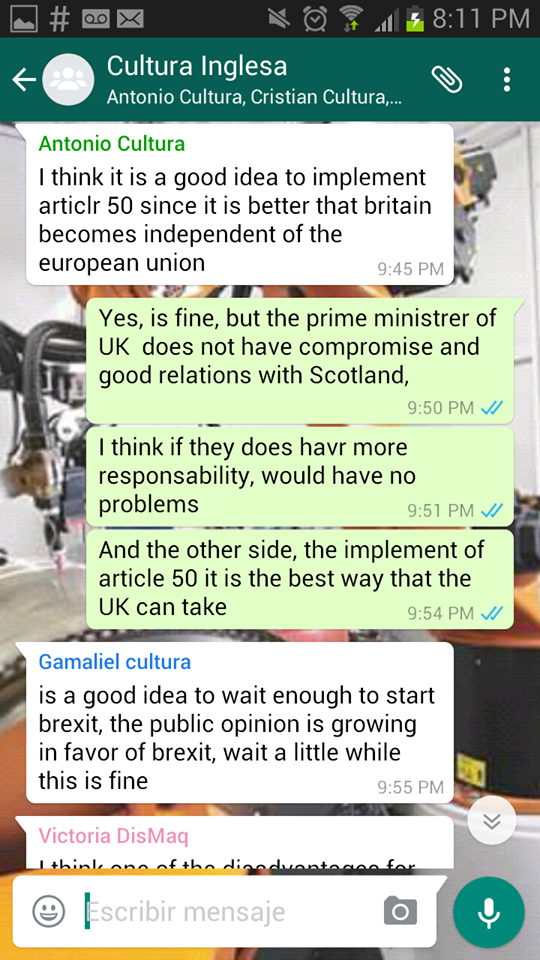 8:11 PM
Cultura Inglesa
Antonio Cultura, Cristian Cultura,...
Antonio Cultura
I think it is a good idea to implement
articlr 50 since it is better that britain
becomes independent of the
european union
9:45 PM
Yes, is fine, but the prime ministrer of
UK does not have compromise and
good relations with Scotland,
9:50 PM
I think if they does havr more
responsability, would have no
problems
9:51 PM
And the other side, the implement of
article 50 it is the best way that the
UK can take
9:54 PM
Gamaliel cultura
is a good idea to wait enough to start
brexit, the public opinion is growing
in favor of brexit, wait a little while
this is fine
9:55 PM
Victoria DisMaq
I think one of the disadvantages for
Escribir mensaje